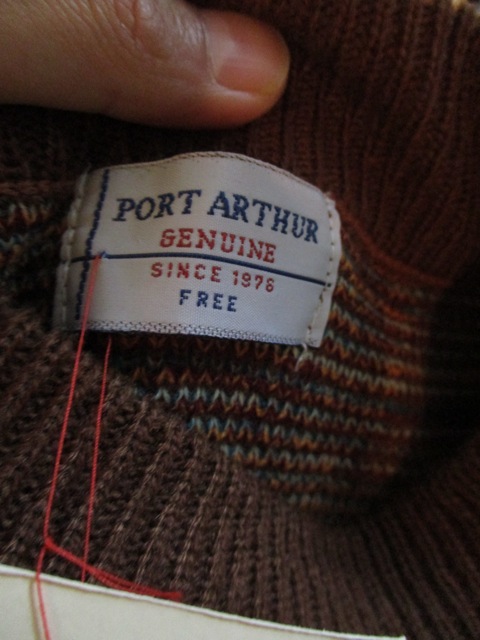 PORT ARTHUR
GENUINE
SINCE 1976
FREE